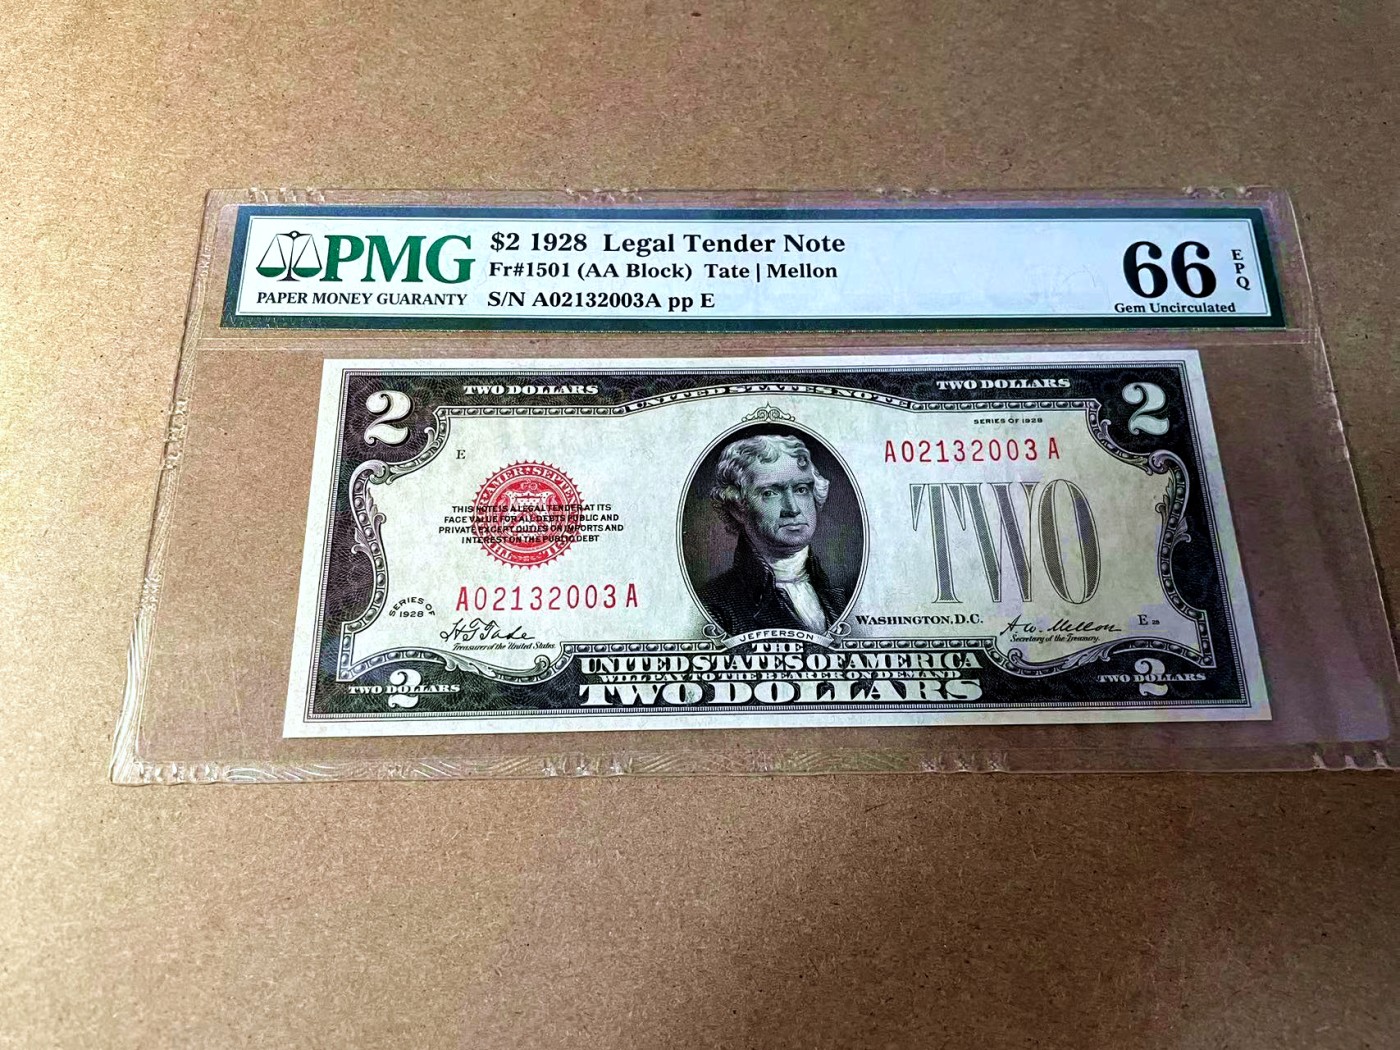 PMG
PAPER MONEY GUARANTY
$2 1928 Legal Tender Note
Fr#1501 (AA Block) Tate | Mellon
S/N A02132003A pp E
66
EPQ
Gem Uncirculated
TWO DOLLARS
UNITED STATES NOTE
TWO DOLLARS
2
2
SERIES OF 1928
E
A02132003A
THIS NOTE IS A LEGAL TENDER AT ITS
FACE VALUE FOR ALL DEBTS PUBLIC AND
PRIVATE EXCEPT DUTIES ON IMPORTS AND
INTEREST ON THE PUBLIC DEBT
TWO
A02132003A
SERIES OF
1928
WASHINGTON, D.C.
H T Tate
Treasurer of the United States.
A. W. Mellon
Secretary of the Treasury.
E 28
JEFFERSON
THE
UNITED STATES OF AMERICA
WILL PAY TO THE BEARER ON DEMAND
TWO DOLLARS
TWO DOLLARS
2
TWO DOLLARS
2